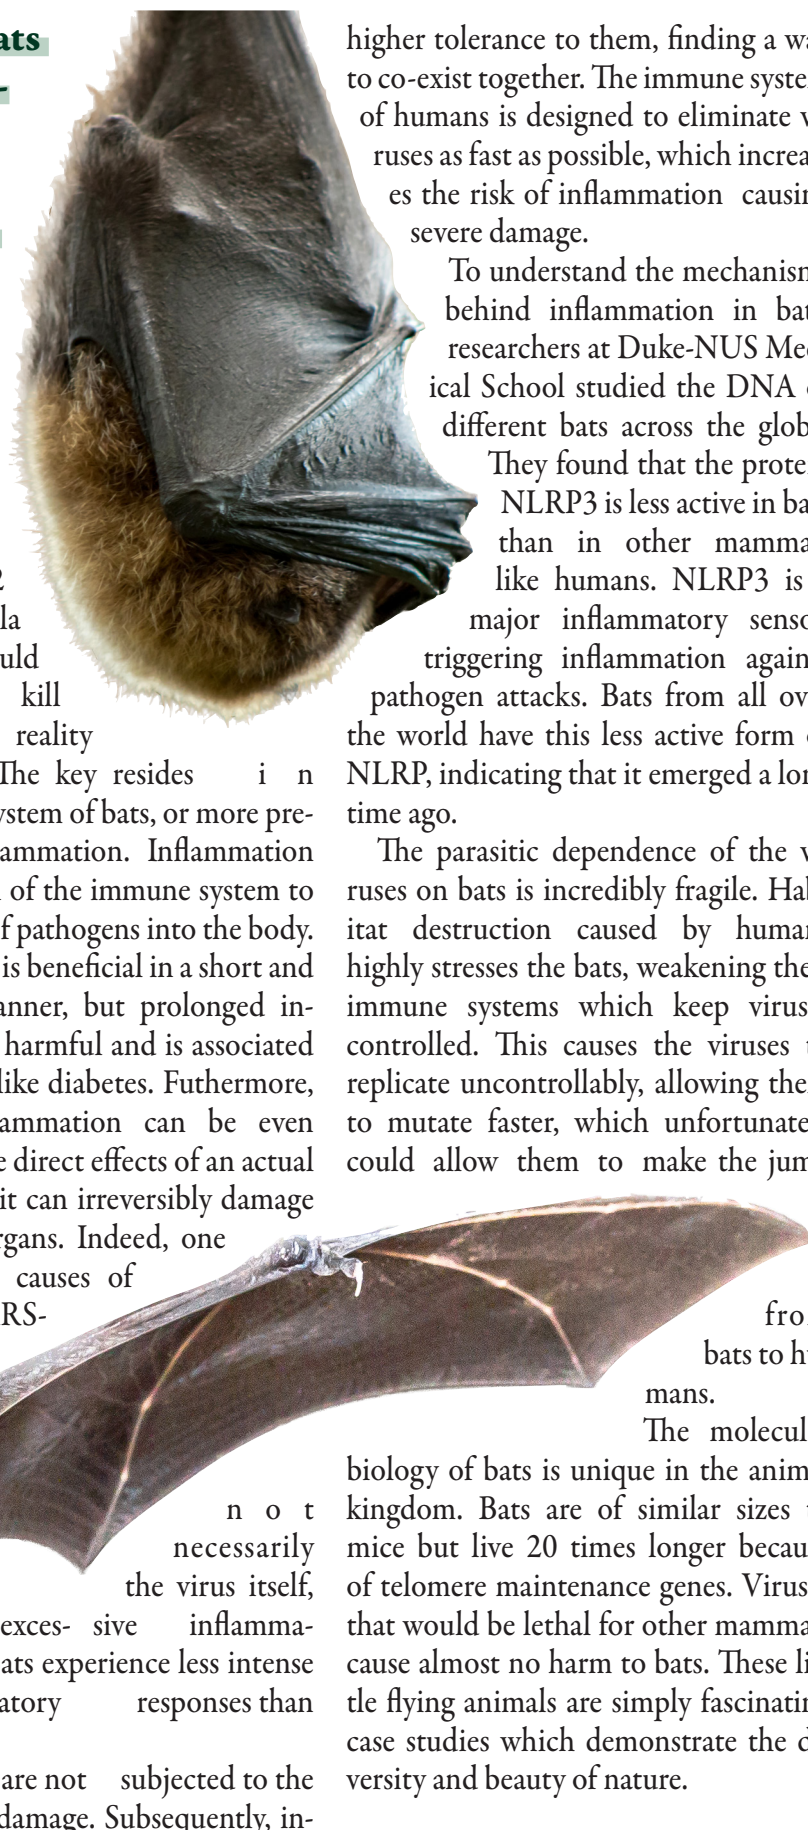 ats
2
la
uld
kill
reality
The key resides i n
ystem of bats, or more pre-
ammation. Inflammation
of the immune system to
f pathogens into the body.
is beneficial in a short and
anner, but prolonged in-
harmful and is associated
like diabetes. Futhermore,
ammation can be even
e direct effects of an actual
it can irreversibly damage
rgans. Indeed, one
causes of
RS-
n o t
necessarily
the virus itself,
exces- sive inflamma-
ats experience less intense
atory responses than
are not subjected to the
damage. Subsequently, in-
higher tolerance to them, finding a wa
to co-exist together. The immune system
of humans is designed to eliminate v
ruses as fast as possible, which increa
es the risk of inflammation causin
severe damage.
To understand the mechanism
behind inflammation in bat
researchers at Duke-NUS Med
ical School studied the DNA o
different bats across the glob
They found that the prote
NLRP3 is less active in ba
than in other mamma
like humans. NLRP3 is
major inflammatory senso
triggering inflammation again
pathogen attacks. Bats from all ov
the world have this less active form o
NLRP, indicating that it emerged a lon
time ago.
The parasitic dependence of the v
ruses on bats is incredibly fragile. Hab
itat destruction caused by human
highly stresses the bats, weakening the
immune systems which keep virus
controlled. This causes the viruses t
replicate uncontrollably, allowing the
to mutate faster, which unfortunate
could allow them to make the jum
fro
bats to hu
mans.
The molecul
biology of bats is unique in the anim
kingdom. Bats are of similar sizes t
mice but live 20 times longer becau
of telomere maintenance genes. Virus
that would be lethal for other mamma
cause almost no harm to bats. These li
tle flying animals are simply fascinatin
case studies which demonstrate the d
versity and beauty of nature.